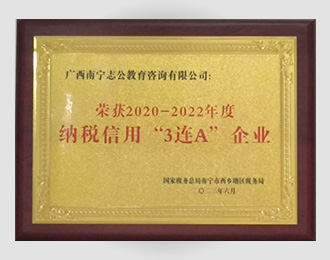 广西南宁志公教育咨询有限公司:
荣获2020-2022年度
纳税信用“3连A”企业
国家税务总局南宁市西乡塘区税务局
二〇二三年六月